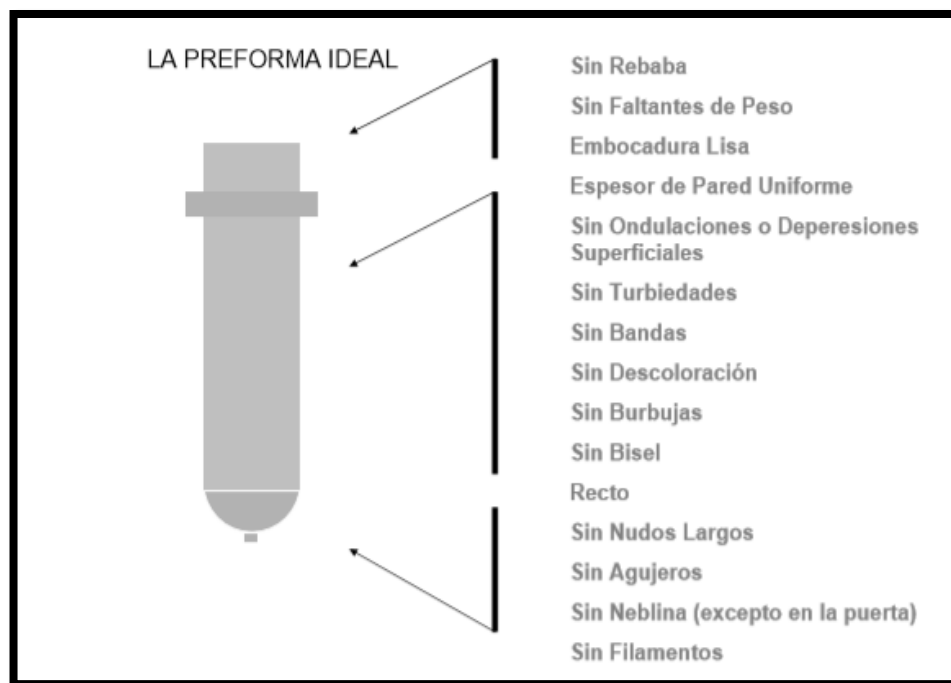 LA PREFORMA IDEAL
Sin Rebaba
Sin Faltantes de Peso
Embocadura Lisa
Espesor de Pared Uniforme
Sin Ondulaciones o Deperesiones
Superficiales
Sin Turbiedades
Sin Bandas
Sin Descoloración
Sin Burbujas
Sin Bisel
Recto
Sin Nudos Largos
Sin Agujeros
Sin Neblina (excepto en la puerta)
Sin Filamentos